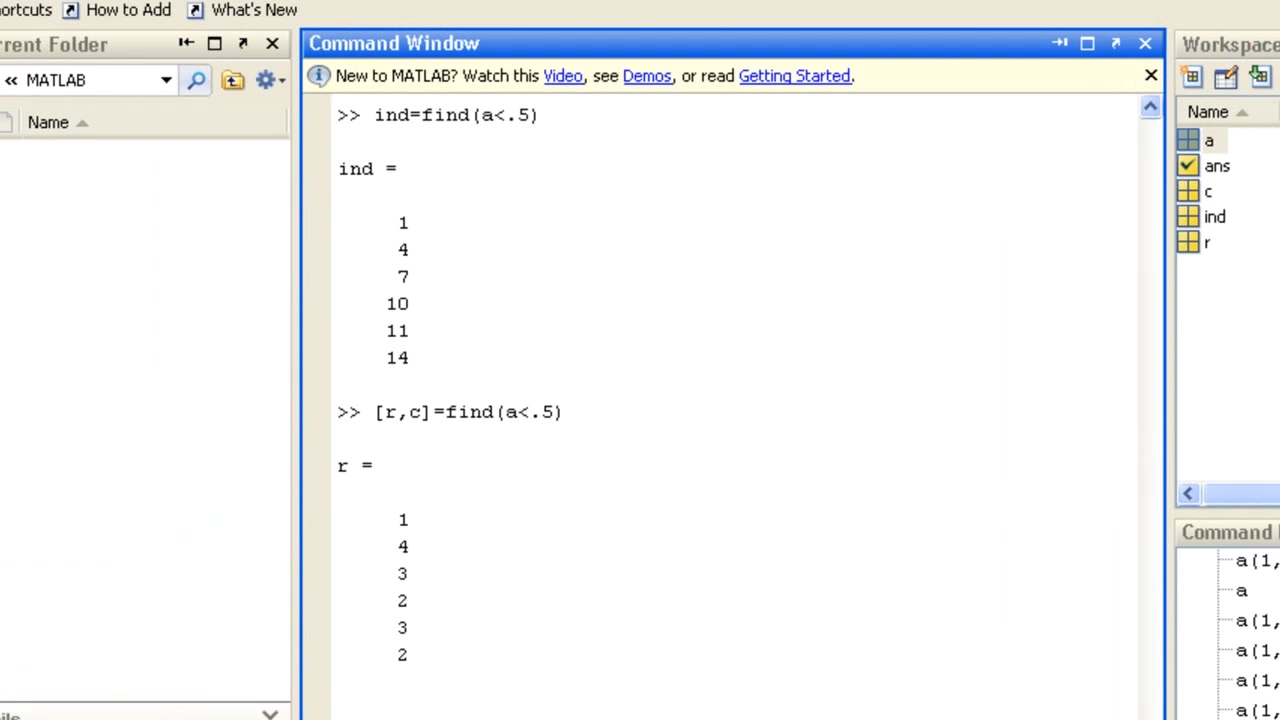 ortcuts How to Add What's New
rrent Folder
« MATLAB
Name
Command Window
New to MATLAB? Watch this Video, see Demos, or read Getting Started.
>> ind=find(a<.5)
ind =
1
4
7
10
11
14
>> [r,c]=find(a<.5)
r =
1
4
3
2
3
2
Workspace
Name
a
ans
c
ind
r
Command
a(1,
a
a(1,
a(1,
a(1,
a(1,